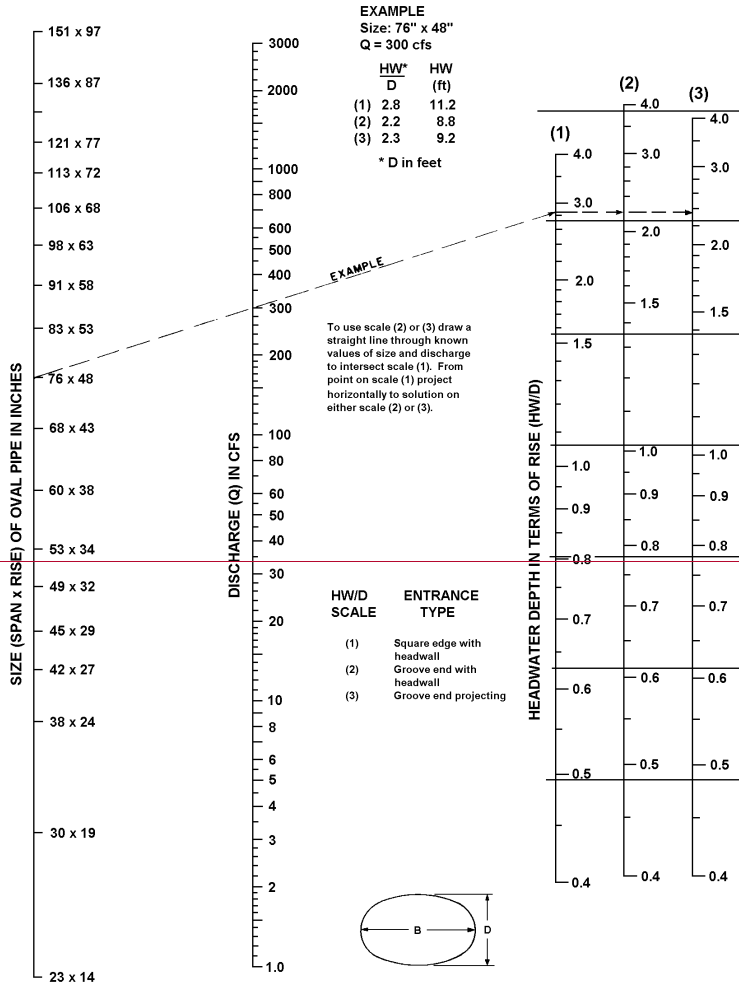 EXAMPLE
Size: 76" x 48"
Q = 300 cfs
HW* HW
D (ft)
(1) 2.8 11.2
(2) 2.2 8.8
(3) 2.3 9.2
* D in feet
SIZE (SPAN x RISE) OF OVAL PIPE IN INCHES
151 x 97
136 x 87
121 x 77
113 x 72
106 x 68
98 x 63
91 x 58
83 x 53
76 x 48
68 x 43
60 x 38
53 x 34
49 x 32
45 x 29
42 x 27
38 x 24
30 x 19
23 x 14
DISCHARGE (Q) IN CFS
3000
2000
1000
800
600
500
400
300
200
100
80
60
50
40
30
20
10
8
6
5
4
3
2
1.0
EXAMPLE
To use scale (2) or (3) draw a
straight line through known
values of size and discharge
to intersect scale (1). From
point on scale (1) project
horizontally to solution on
either scale (2) or (3).
HW/D ENTRANCE
SCALE TYPE
(1) Square edge with
headwall
(2) Groove end with
headwall
(3) Groove end projecting
B
D
HEADWATER DEPTH IN TERMS OF RISE (HW/D)
(1)
4.0
3.0
2.0
1.5
1.0
0.9
0.8
0.7
0.6
0.5
0.4
(2)
4.0
3.0
2.0
1.5
1.0
0.9
0.8
0.7
0.6
0.5
0.4
(3)
4.0
3.0
2.0
1.5
1.0
0.9
0.8
0.7
0.6
0.5
0.4